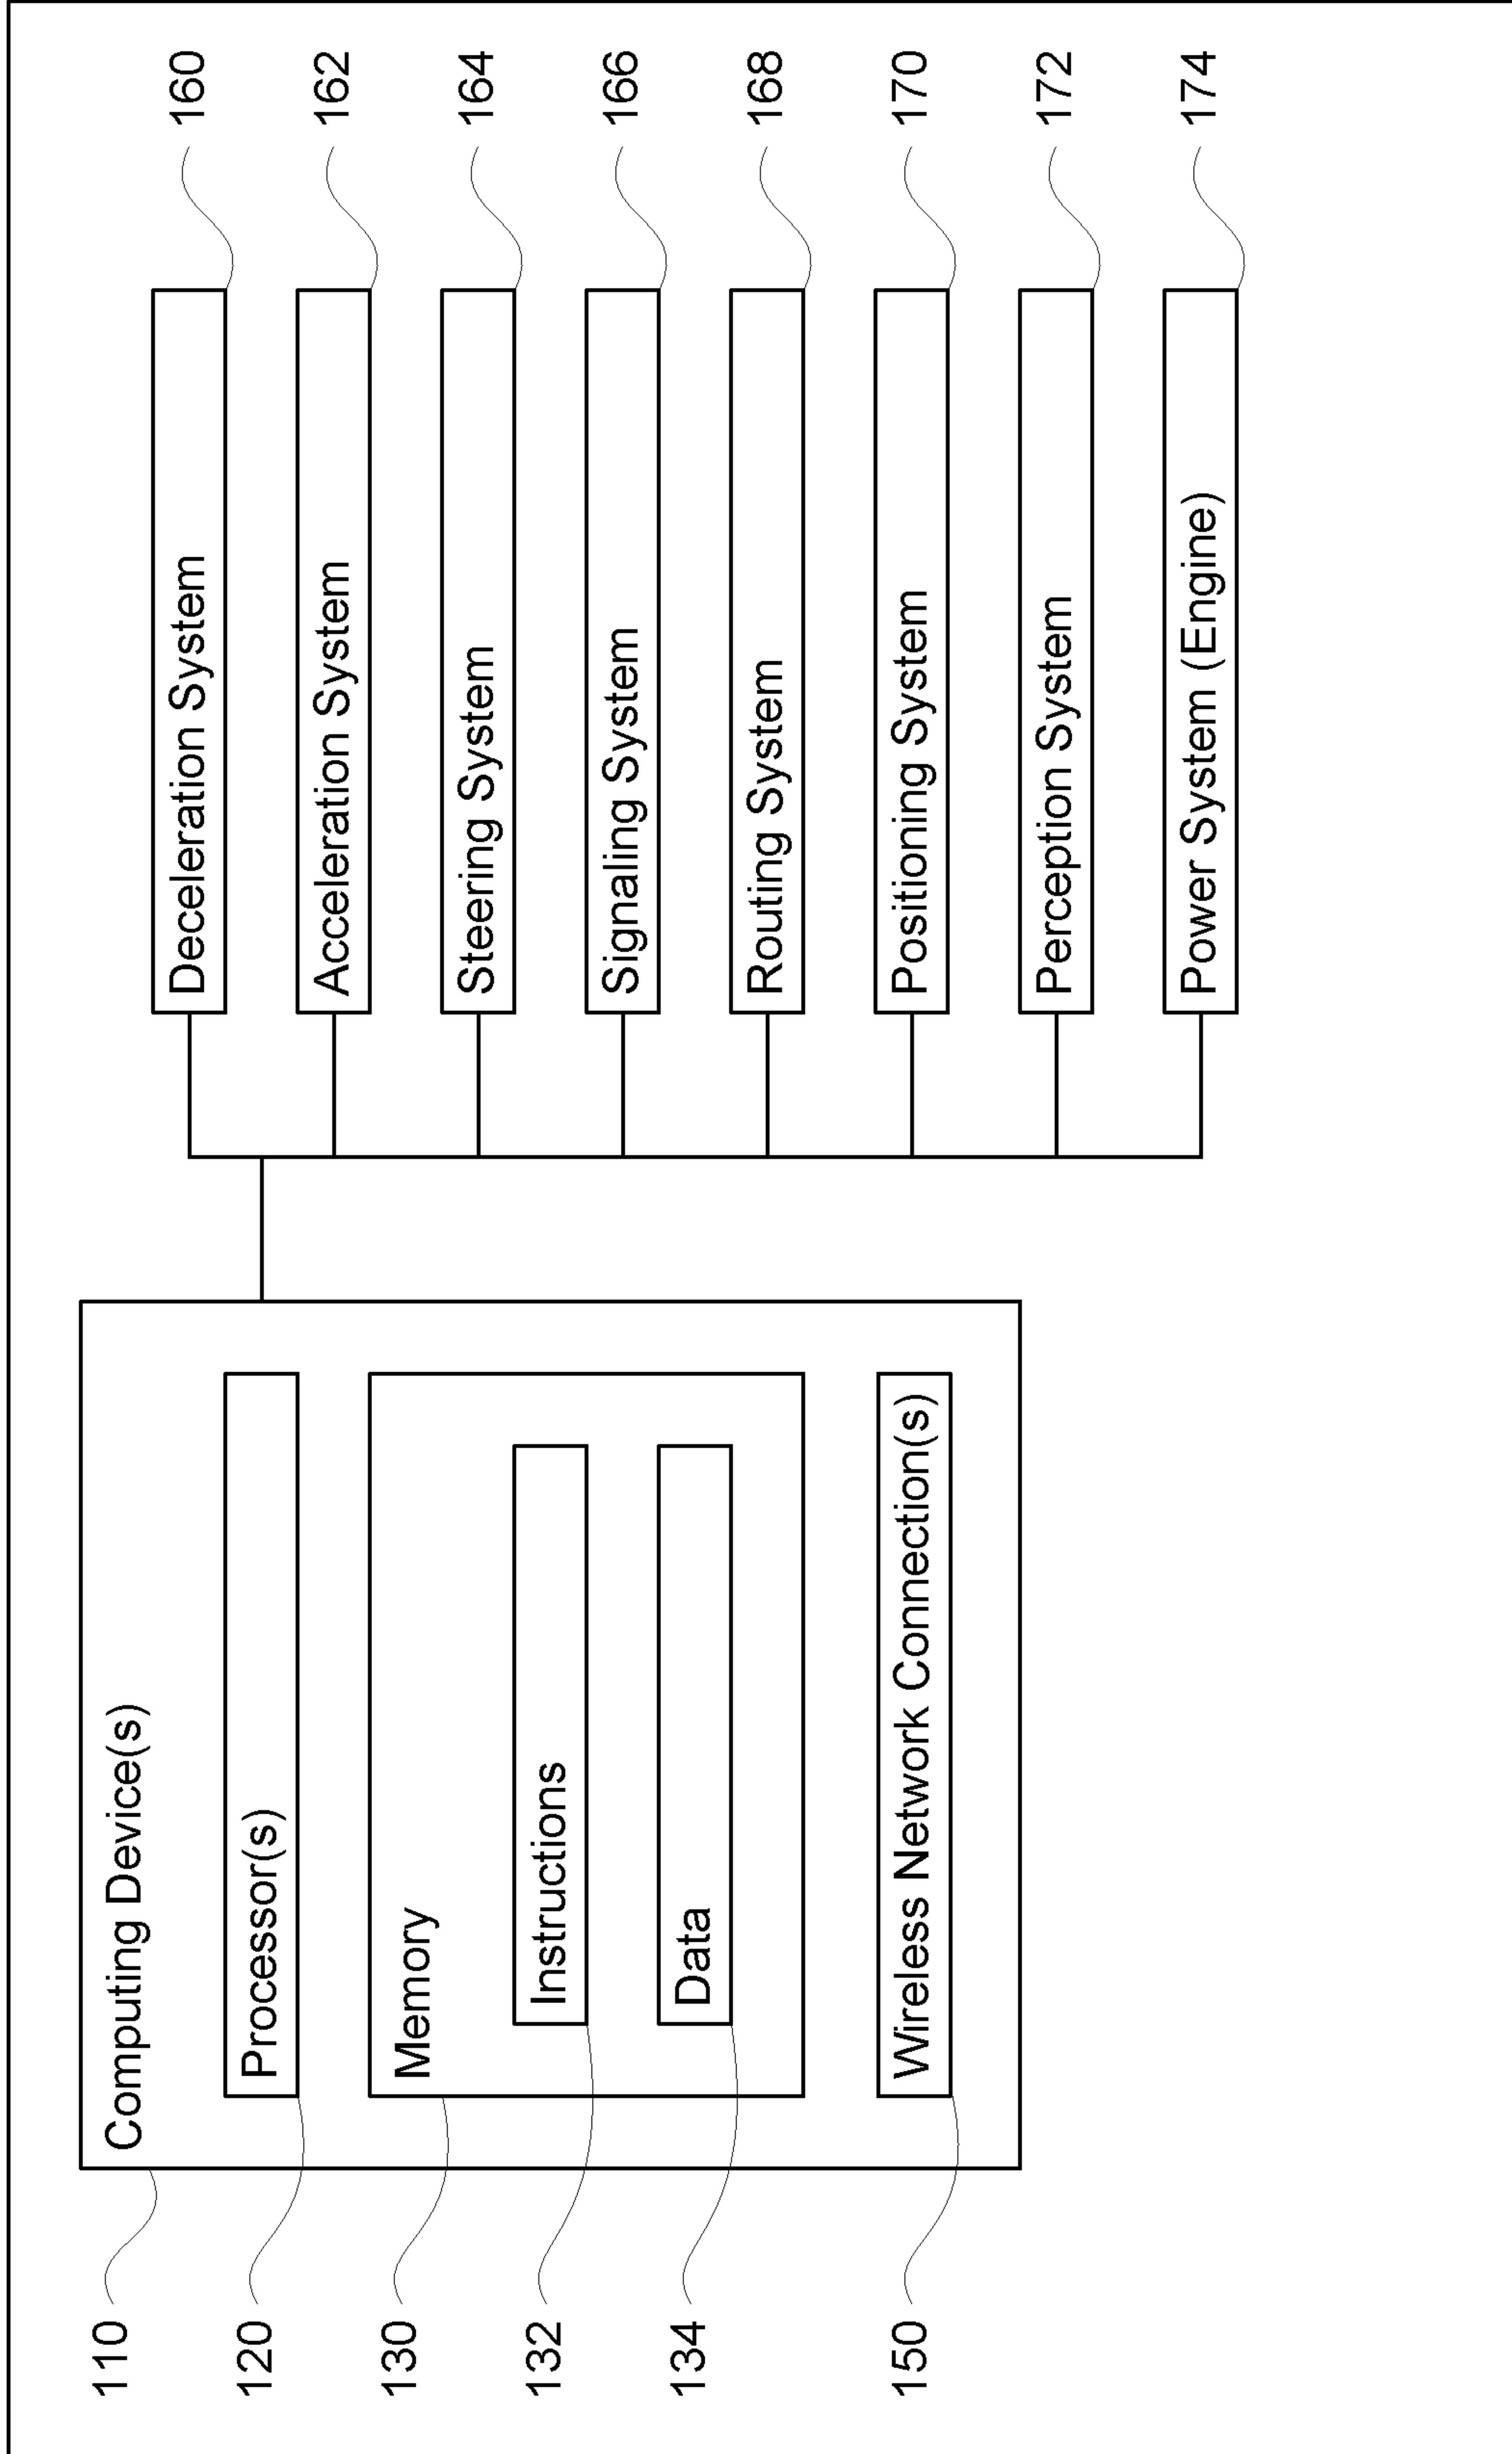 110
Computing Device(s)
120
Processor(s)
130
Memory
132
Instructions
134
Data
150
Wireless Network Connection(s)
Deceleration System
160
Acceleration System
162
Steering System
164
Signaling System
166
Routing System
168
Positioning System
170
Perception System
172
Power System (Engine)
174